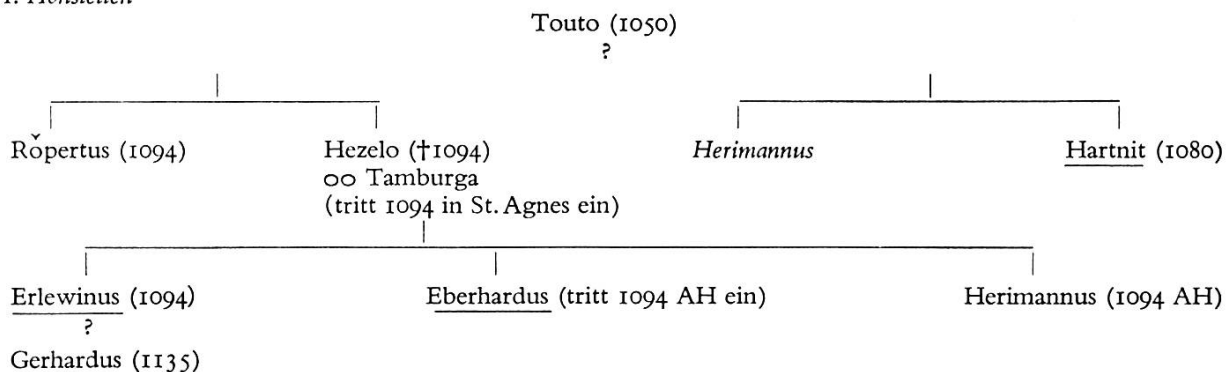 1. Honstetten
Touto (1050)
?
Rǒpertus (1094) Hezelo (†1094) Herimannus Hartnit (1080)
oo Tamburga
(tritt 1094 in St. Agnes ein)
Erlewinus (1094) Eberhardus (tritt 1094 AH ein) Herimannus (1094 AH)
?
Gerhardus (1135)